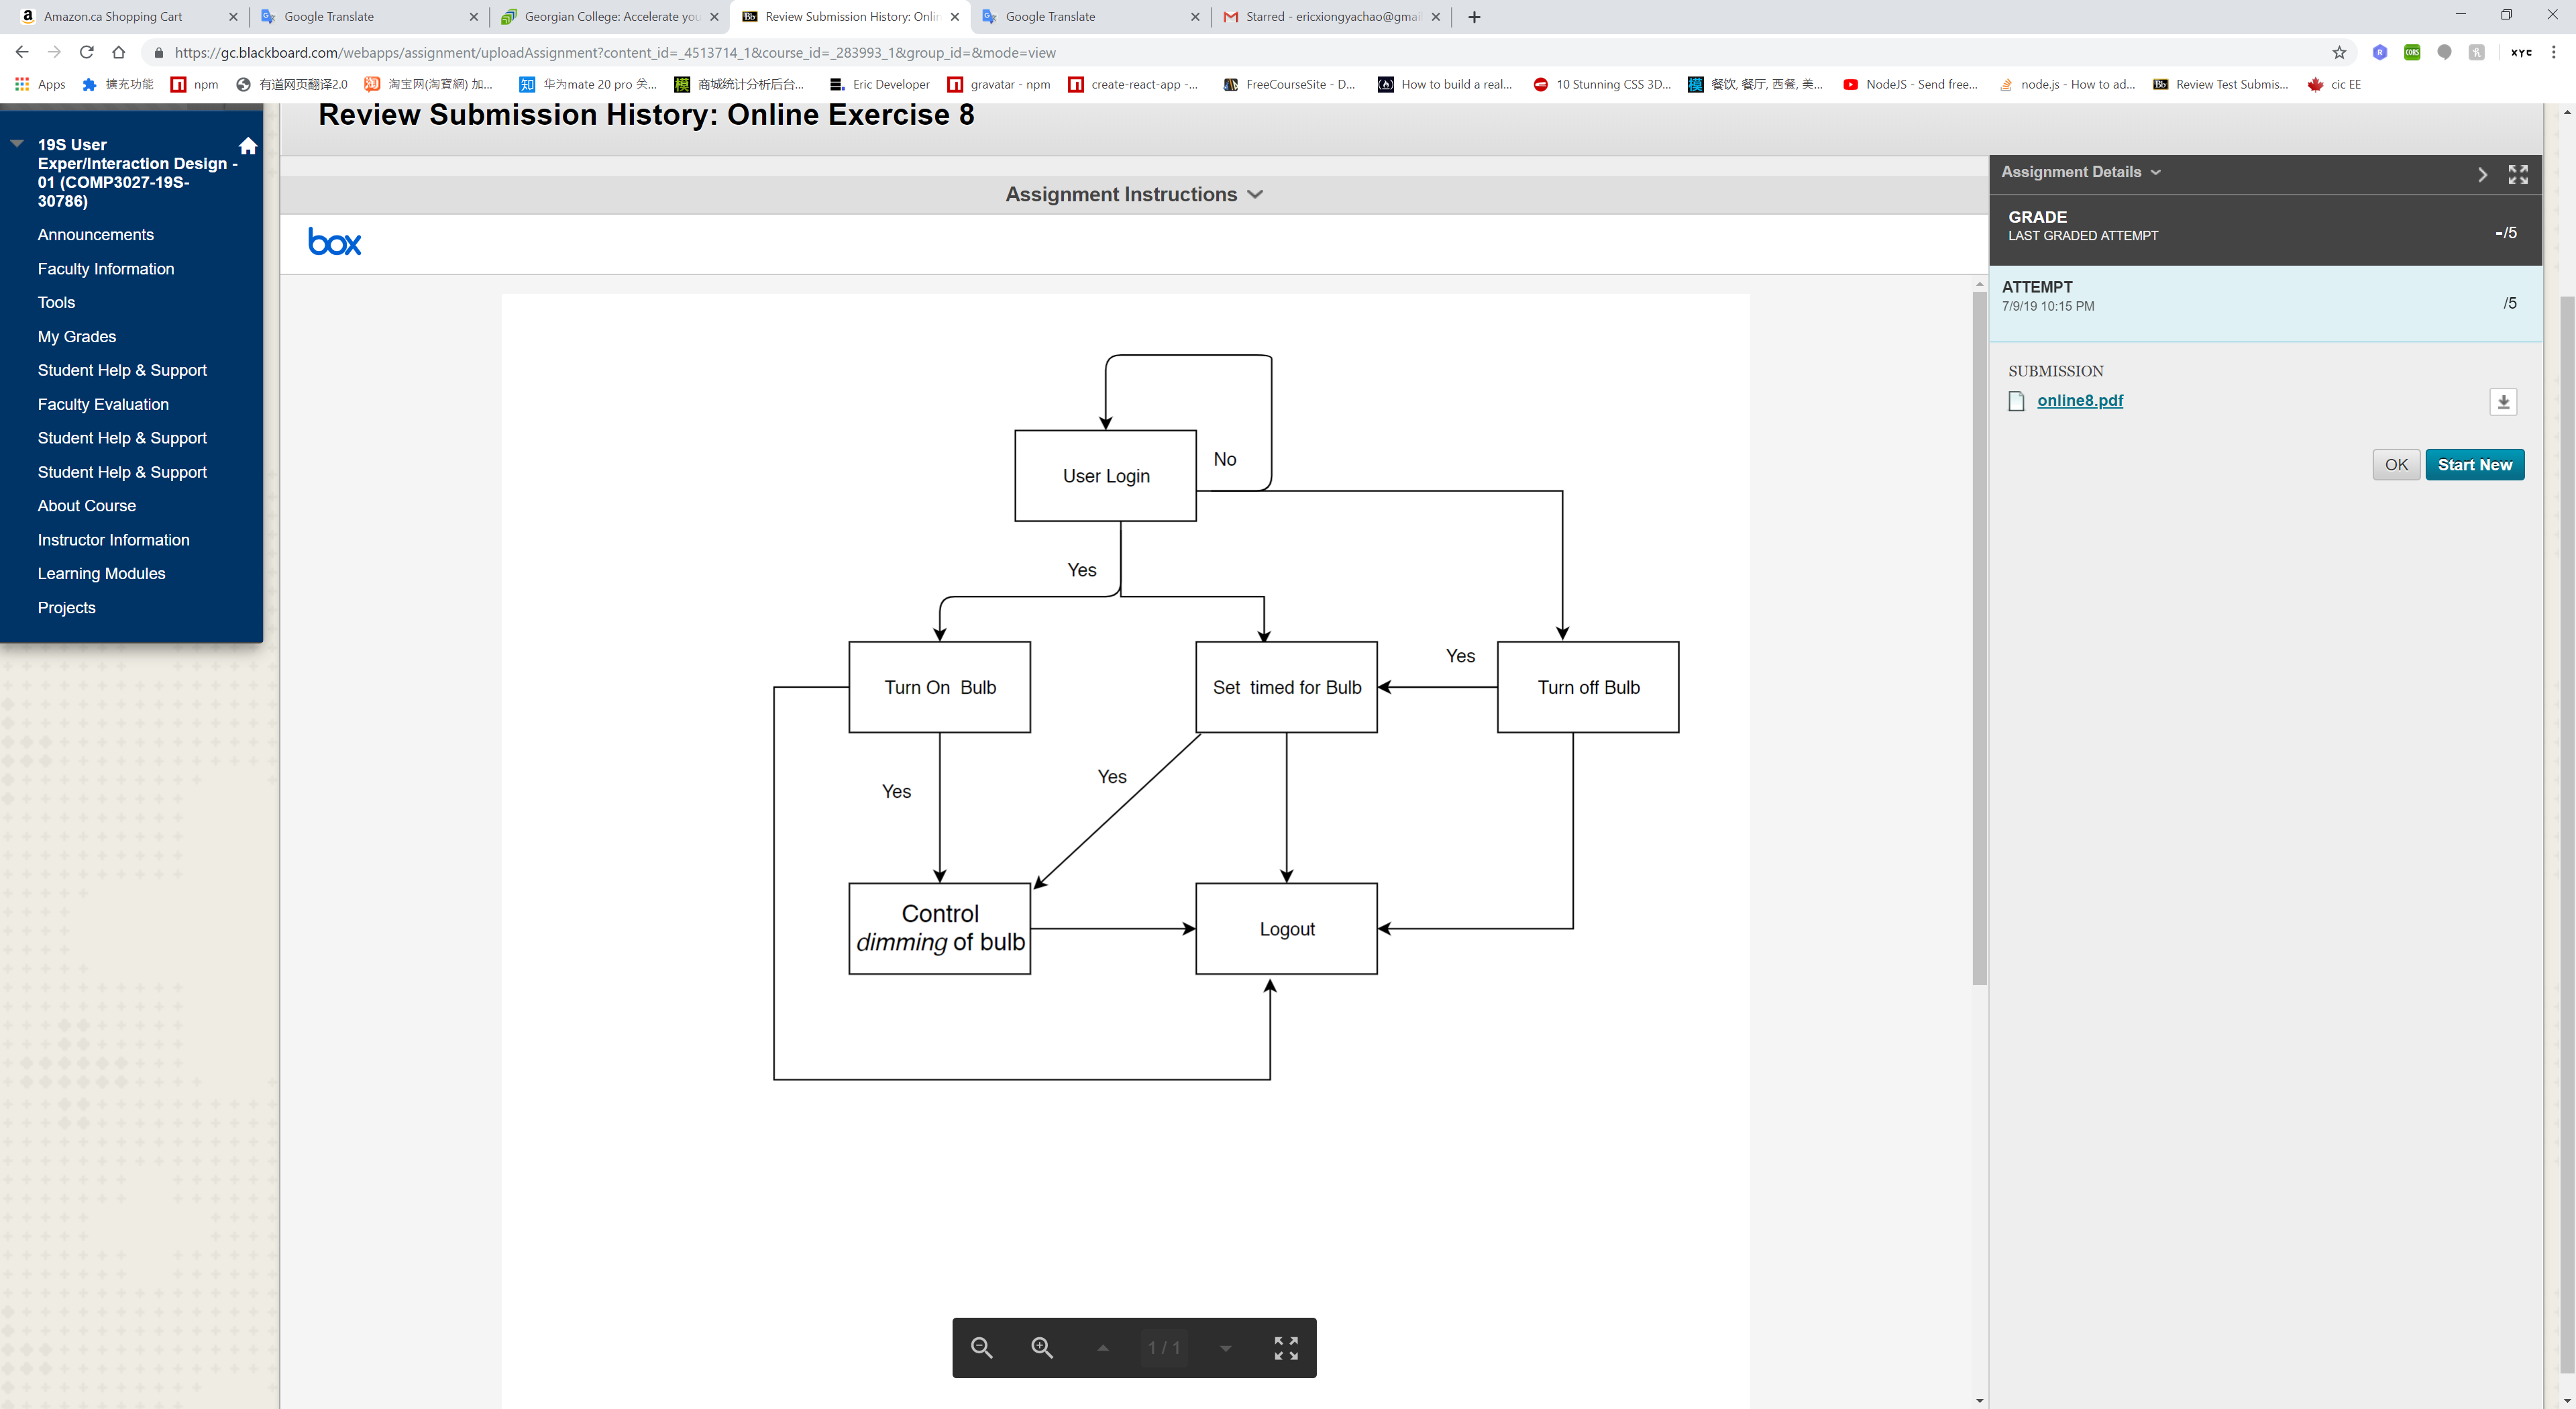 Amazon.ca Shopping Cart
Google Translate
Georgian College: Accelerate you
Review Submission History: Onlin
Google Translate
Starred - ericxiongyachao@gmai
https://gc.blackboard.com/webapps/assignment/uploadAssignment?content_id=_4513714_1&course_id=_283993_1&group_id=&mode=view
XYC
Apps
擴充功能
npm
有道网页翻译2.0
淘宝网(淘寶網) 加...
华为mate 20 pro 关...
商城统计分析后台...
Eric Developer
gravatar - npm
create-react-app -...
FreeCourseSite - D...
How to build a real...
10 Stunning CSS 3D...
餐饮, 餐厅, 西餐, 美...
NodeJS - Send free...
node.js - How to ad...
Review Test Submis...
cic EE
Review Submission History: Online Exercise 8
19S User
Exper/Interaction Design -
01 (COMP3027-19S-
30786)
Announcements
Faculty Information
Tools
My Grades
Student Help & Support
Faculty Evaluation
Student Help & Support
Student Help & Support
About Course
Instructor Information
Learning Modules
Projects
Assignment Instructions
box
User Login
No
Yes
Turn On  Bulb
Set  timed for Bulb
Yes
Turn off Bulb
Yes
Yes
Control
dimming of bulb
Logout
1 / 1
Assignment Details
GRADE
LAST GRADED ATTEMPT
-/5
ATTEMPT
7/9/19 10:15 PM
/5
SUBMISSION
online8.pdf
OK
Start New